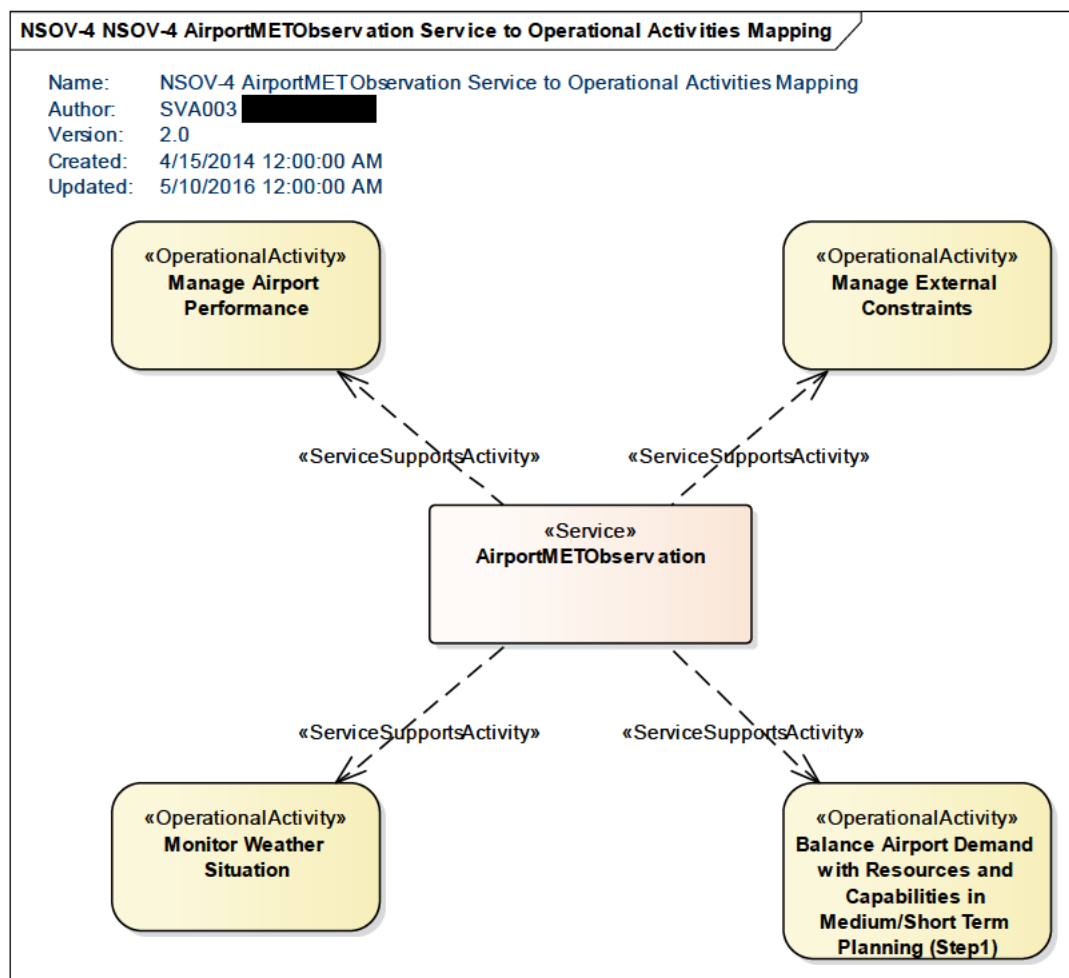 NSOV-4 NSOV-4 AirportMETObservation Service to Operational Activities Mapping
Name: NSOV-4 AirportMETObservation Service to Operational Activities Mapping
Author: SVA003
Version: 2.0
Created: 4/15/2014 12:00:00 AM
Updated: 5/10/2016 12:00:00 AM
«OperationalActivity»
Manage Airport
Performance
«OperationalActivity»
Manage External
Constraints
«ServiceSupportsActivity»
«ServiceSupportsActivity»
«Service»
AirportMETObservation
«ServiceSupportsActivity»
«ServiceSupportsActivity»
«OperationalActivity»
Monitor Weather
Situation
«OperationalActivity»
Balance Airport Demand
with Resources and
Capabilities in
Medium/Short Term
Planning (Step1)